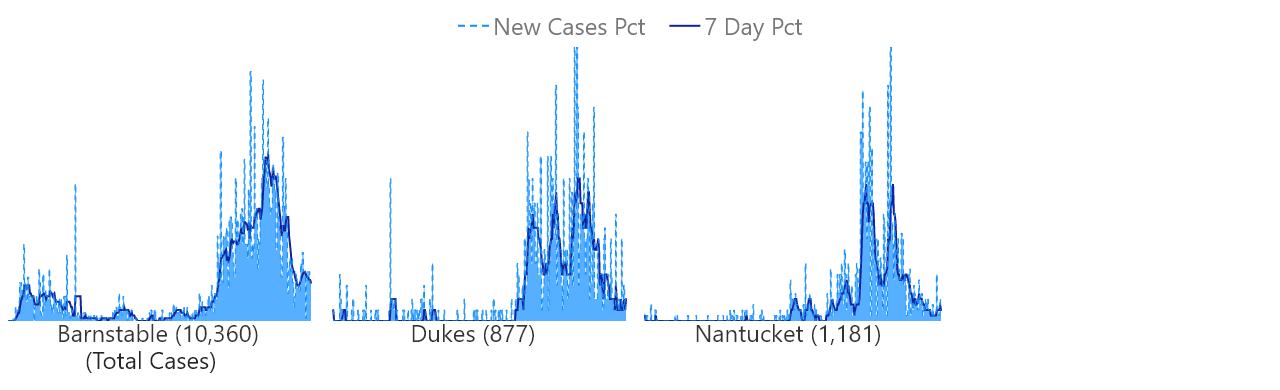 New Cases Pct 7 Day Pct
Barnstable (10,360) Dukes (877) Nantucket (1,181)
(Total Cases)